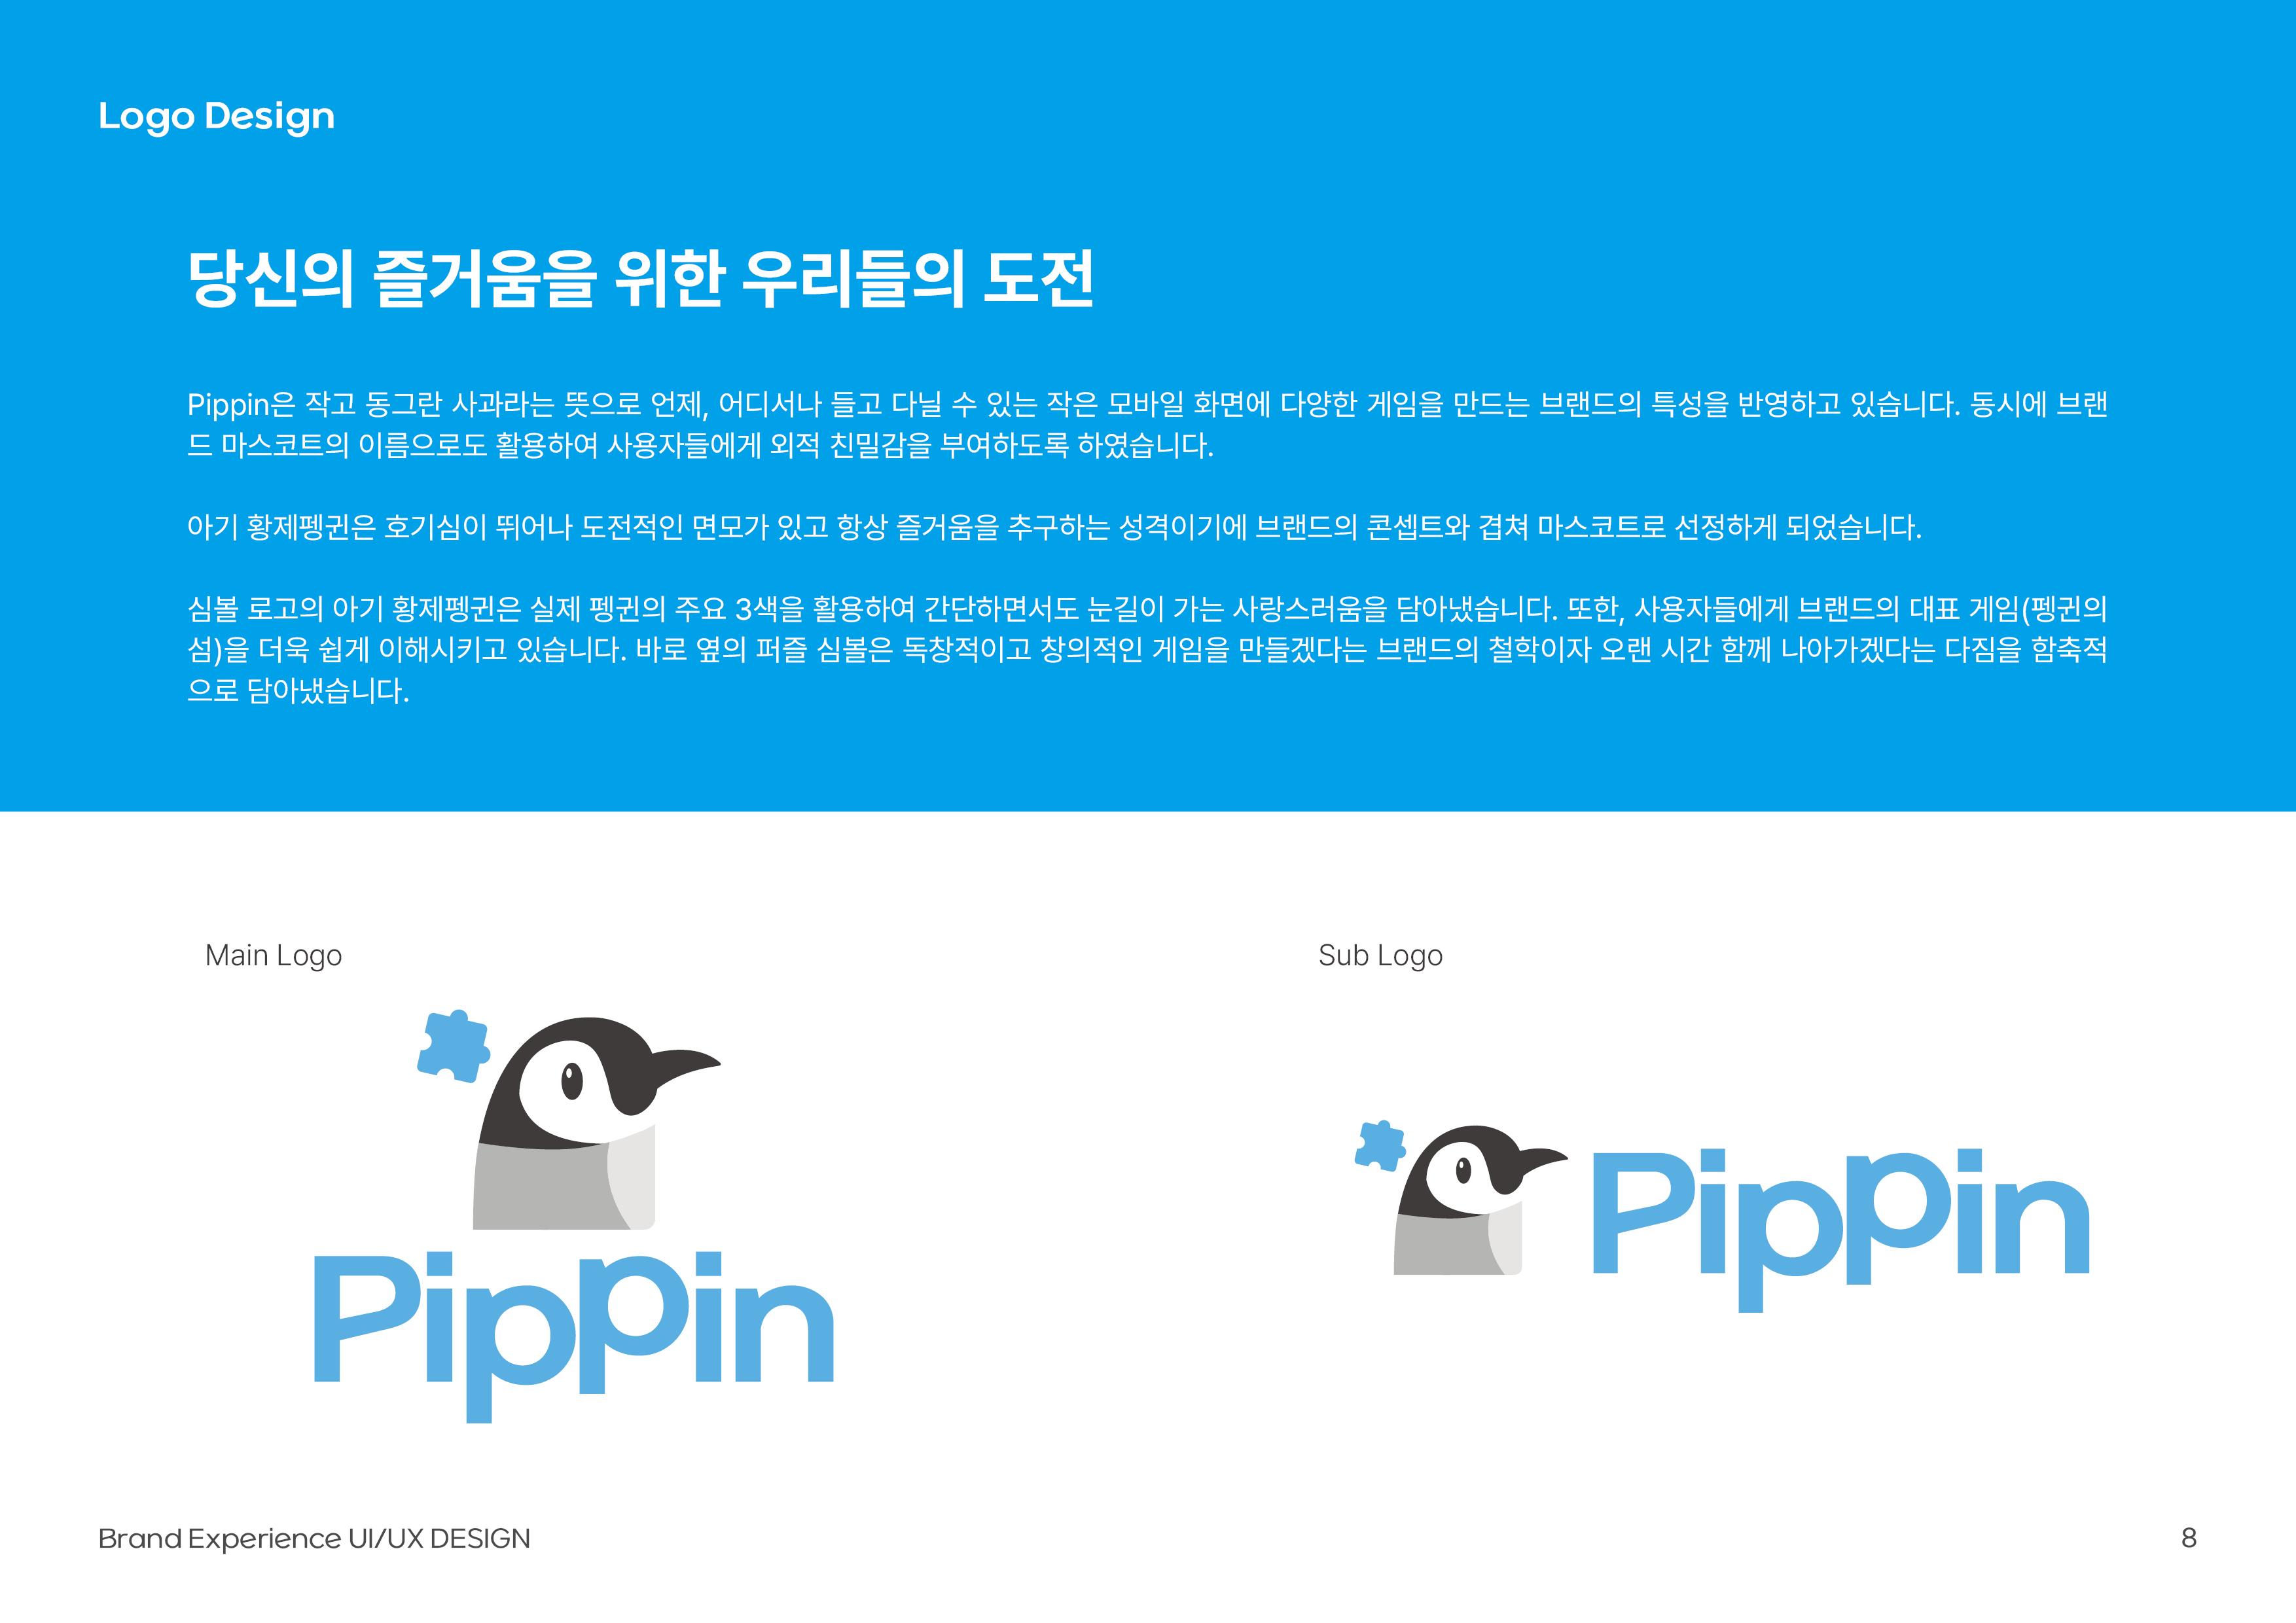 Logo Design
당신의 즐거움을 위한 우리들의 도전
Pippin은 작고 동그란 사과라는 뜻으로 언제, 어디서나 들고 다닐 수 있는 작은 모바일 화면에 다양한 게임을 만드는 브랜드의 특성을 반영하고 있습니다. 동시에 브랜
드 마스코트의 이름으로도 활용하여 사용자들에게 외적 친밀감을 부여하도록 하였습니다.
아기 황제펭귄은 호기심이 뛰어나 도전적인 면모가 있고 항상 즐거움을 추구하는 성격이기에 브랜드의 콘셉트와 겹쳐 마스코트로 선정하게 되었습니다.
심볼 로고의 아기 황제펭귄은 실제 펭귄의 주요 3색을 활용하여 간단하면서도 눈길이 가는 사랑스러움을 담아냈습니다. 또한, 사용자들에게 브랜드의 대표 게임(펭귄의
섬)을 더욱 쉽게 이해시키고 있습니다. 바로 옆의 퍼즐 심볼은 독창적이고 창의적인 게임을 만들겠다는 브랜드의 철학이자 오랜 시간 함께 나아가겠다는 다짐을 함축적
으로 담아냈습니다.
Main Logo
Pippin
Sub Logo
Pippin
Brand Experience UI/UX DESIGN
8